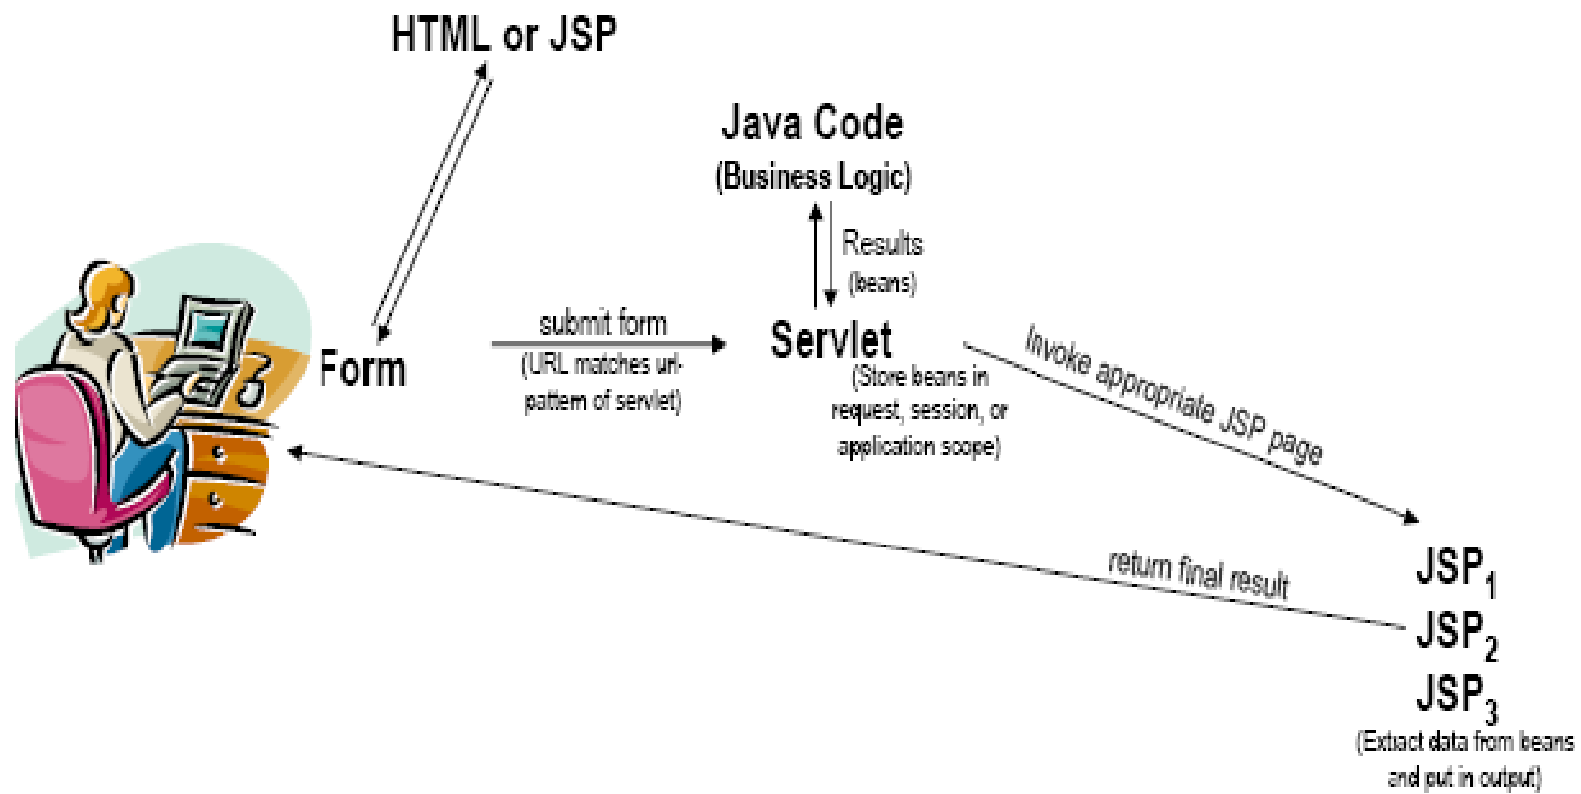 HTML or JSP
Java Code
(Business Logic)
Results
(beans)
submit form
(URL matches url-
pattern of servlet)
Form
Servlet
(Store beans in
request, session, or
application scope)
Invoke appropriate JSP page
return final result
JSP1
JSP2
JSP3
(Extract data from beans
and put in output)